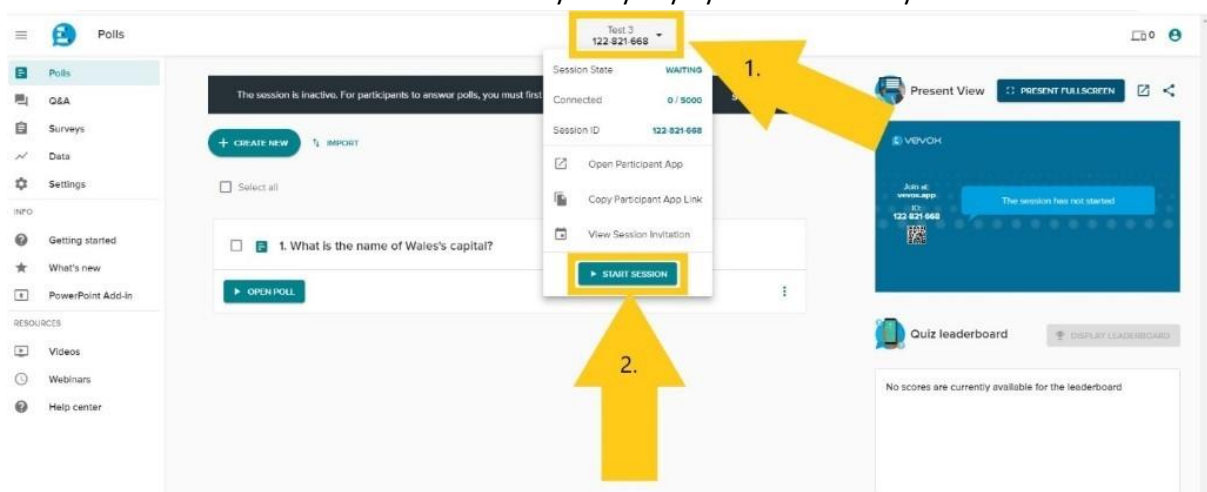 Polls
Test 3
122-821-668
0
Polls
Q&A
Surveys
Data
Settings
INFO
Getting started
What's new
PowerPoint Add-in
RESOURCES
Videos
Webinars
Help center
The session is inactive. For participants to answer polls, you must first
+ CREATE NEW
IMPORT
Select all
1. What is the name of Wales's capital?
OPEN POLL
Session State WAITING
Connected 0 / 5000
Session ID 122-821-668
Open Participant App
Copy Participant App Link
View Session Invitation
START SESSION
1.
2.
Present View
PRESENT FULLSCREEN
vevox
Join at:
vevox.app
ID:
122-821-668
The session has not started
Quiz leaderboard
DISPLAY LEADERBOARD
No scores are currently available for the leaderboard